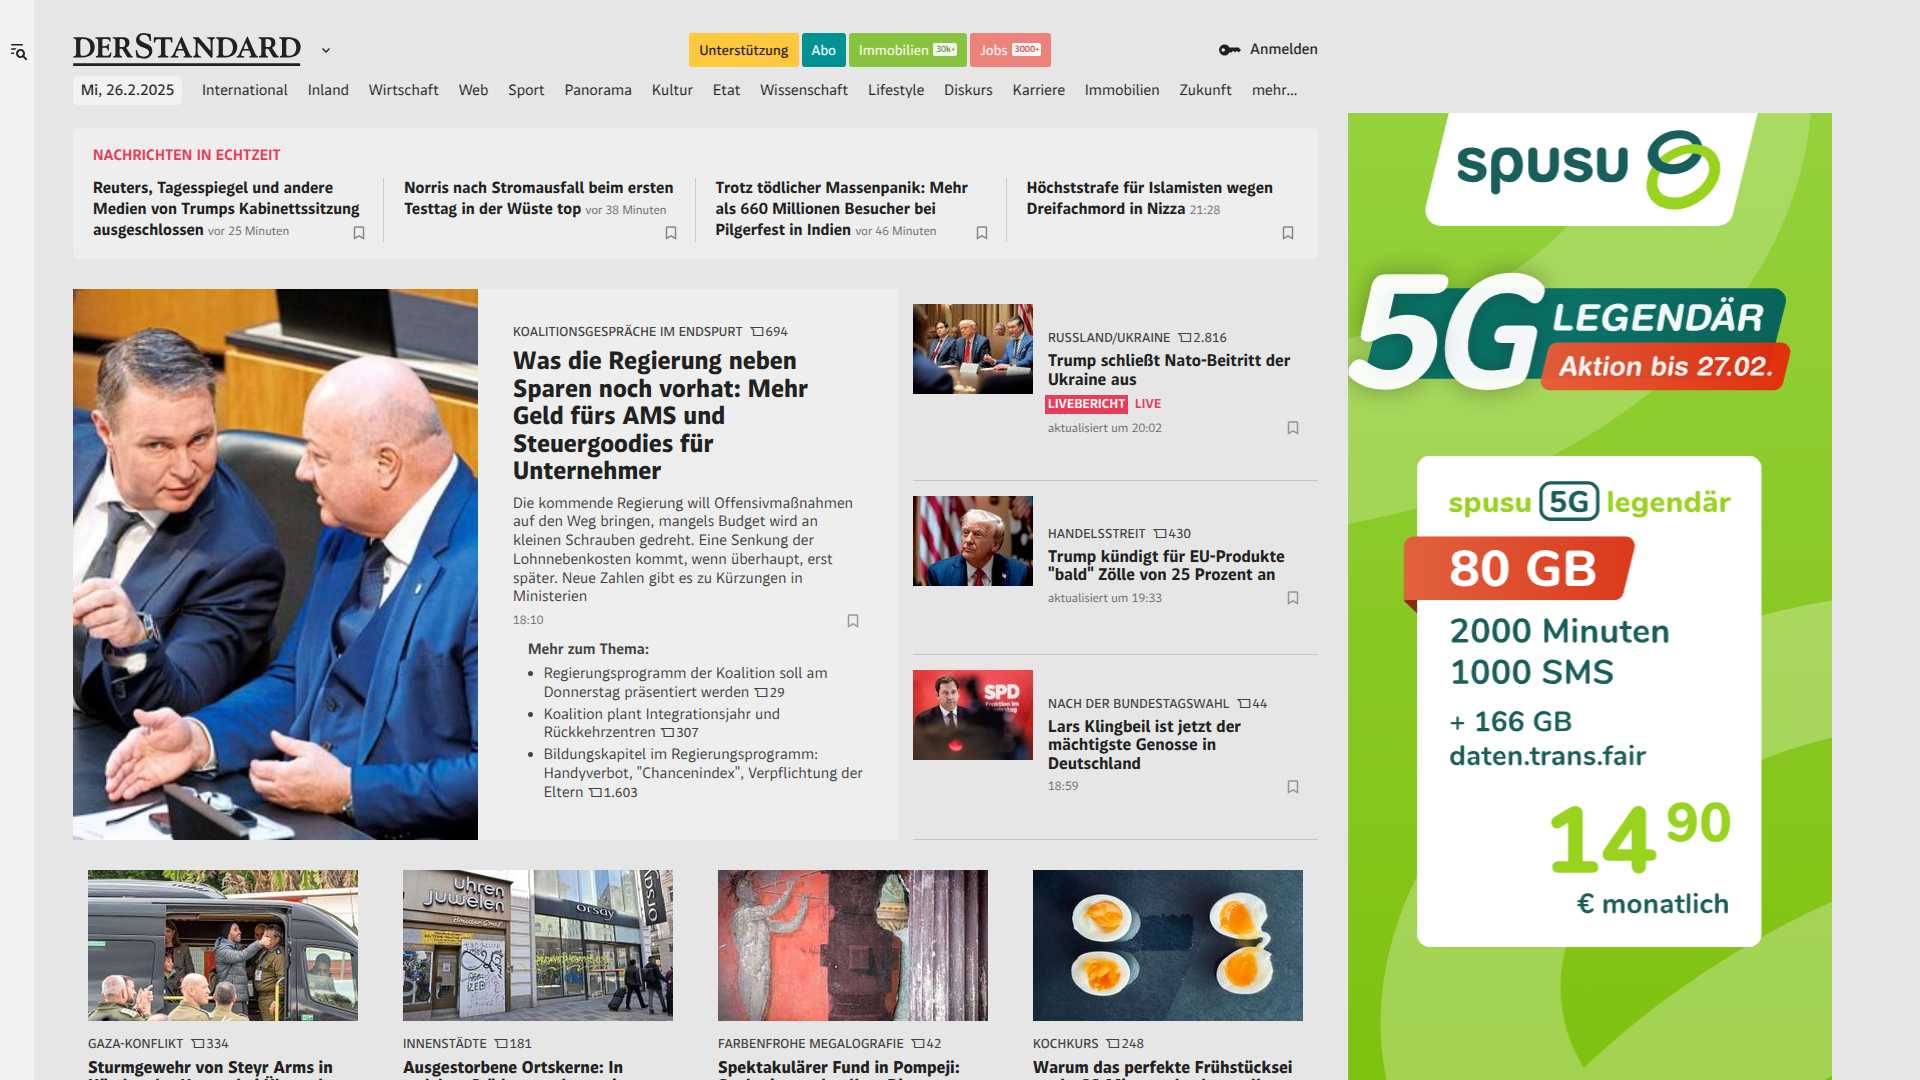 DERSTANDARD
Unterstützung
Abo
Immobilien 30k+
Jobs 3000+
Anmelden
Mi, 26.2.2025
International
Inland
Wirtschaft
Web
Sport
Panorama
Kultur
Etat
Wissenschaft
Lifestyle
Diskurs
Karriere
Immobilien
Zukunft
mehr...
NACHRICHTEN IN ECHTZEIT
Reuters, Tagesspiegel und andere
Medien von Trumps Kabinettssitzung
ausgeschlossen vor 25 Minuten
Norris nach Stromausfall beim ersten
Testtag in der Wüste top vor 38 Minuten
Trotz tödlicher Massenpanik: Mehr
als 660 Millionen Besucher bei
Pilgerfest in Indien vor 46 Minuten
Höchststrafe für Islamisten wegen
Dreifachmord in Nizza 21:28
KOALITIONSGESPRÄCHE IM ENDSPURT 694
Was die Regierung neben
Sparen noch vorhat: Mehr
Geld fürs AMS und
Steuergoodies für
Unternehmer
Die kommende Regierung will Offensivmaßnahmen
auf den Weg bringen, mangels Budget wird an
kleinen Schrauben gedreht. Eine Senkung der
Lohnnebenkosten kommt, wenn überhaupt, erst
später. Neue Zahlen gibt es zu Kürzungen in
Ministerien
18:10
Mehr zum Thema:
• Regierungsprogramm der Koalition soll am
Donnerstag präsentiert werden 29
• Koalition plant Integrationsjahr und
Rückkehrzentren 307
• Bildungskapitel im Regierungsprogramm:
Handyverbot, "Chancenindex", Verpflichtung der
Eltern 1.603
RUSSLAND/UKRAINE 2.816
Trump schließt Nato-Beitritt der
Ukraine aus
LIVEBERICHT LIVE
aktualisiert um 20:02
HANDELSSTREIT 430
Trump kündigt für EU-Produkte
"bald" Zölle von 25 Prozent an
aktualisiert um 19:33
SPD
Fraktion im
NACH DER BUNDESTAGSWAHL 44
Lars Klingbeil ist jetzt der
mächtigste Genosse in
Deutschland
18:59
GAZA-KONFLIKT 334
Sturmgewehr von Steyr Arms in
uhren
juwelen
orsay
orsay
INNENSTÄDTE 181
Ausgestorbene Ortskerne: In
FARBENFROHE MEGALOGRAFIE 42
Spektakulärer Fund in Pompeji:
KOCHKURS 248
Warum das perfekte Frühstücksei
spusu
5G
LEGENDÄR
Aktion bis 27.02.
spusu 5G legendär
80 GB
2000 Minuten
1000 SMS
+ 166 GB
daten.trans.fair
14 90
€ monatlich